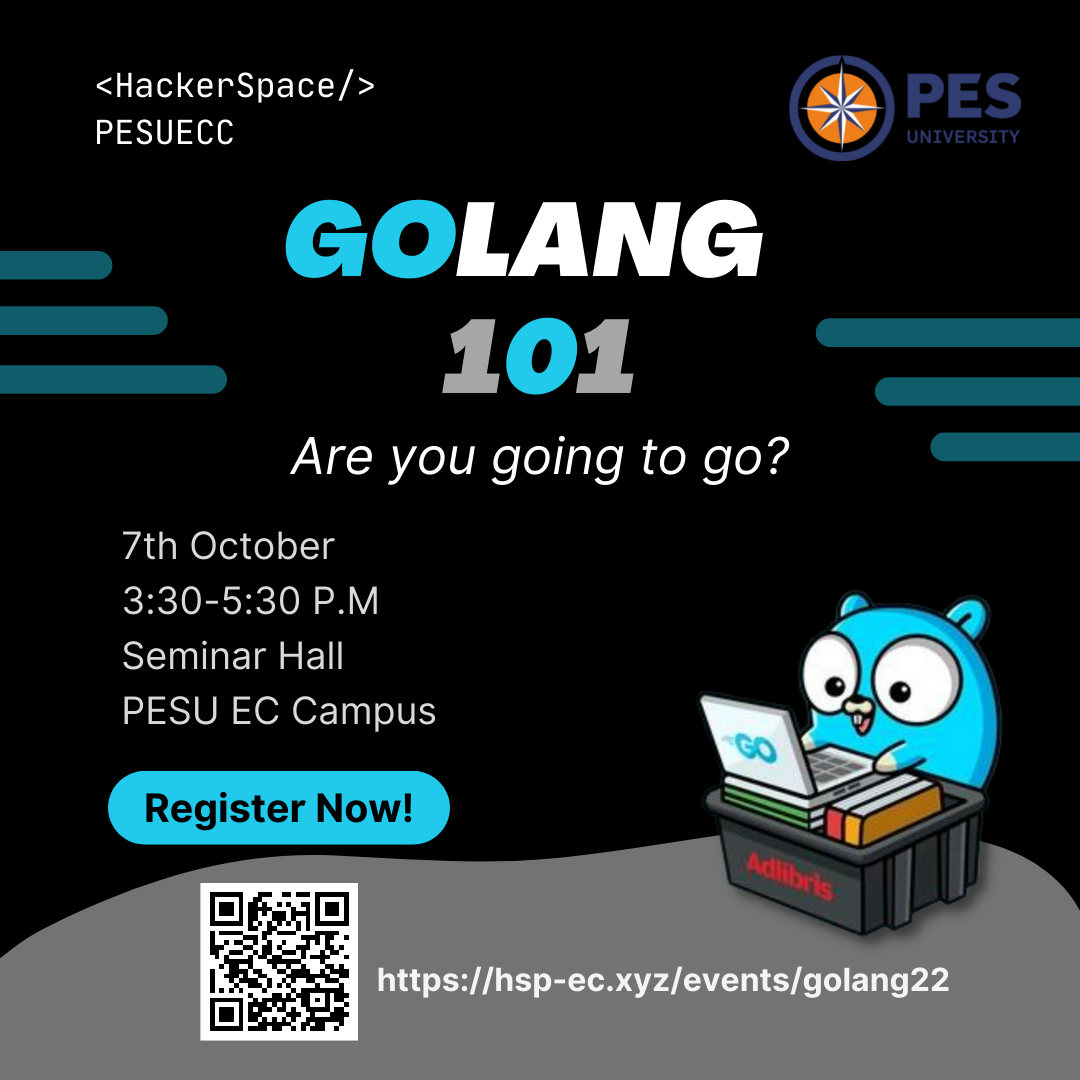 <HackerSpace/>
PESUECC
PES
UNIVERSITY
GOLANG
101
Are you going to go?
7th October
3:30-5:30 P.M
Seminar Hall
PESU EC Campus
GO
Adlibris
Register Now!
https://hsp-ec.xyz/events/golang22